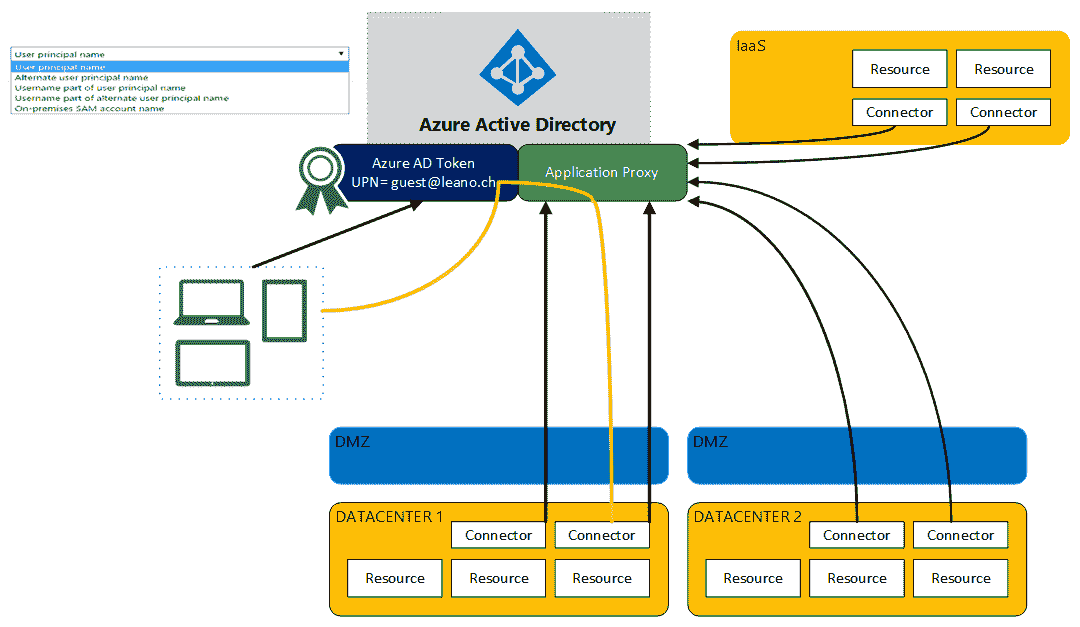 User principal name
User principal name
Alternate user principal name
Username part of user principal name
Username part of alternate user principal name
On-premises SAM account name
Azure Active Directory
IaaS
Resource
Resource
Connector
Connector
Azure AD Token
UPN= guest@leano.ch
Application Proxy
DMZ
DMZ
DATACENTER 1
Connector
Connector
Resource
Resource
Resource
DATACENTER 2
Connector
Connector
Resource
Resource
Resource